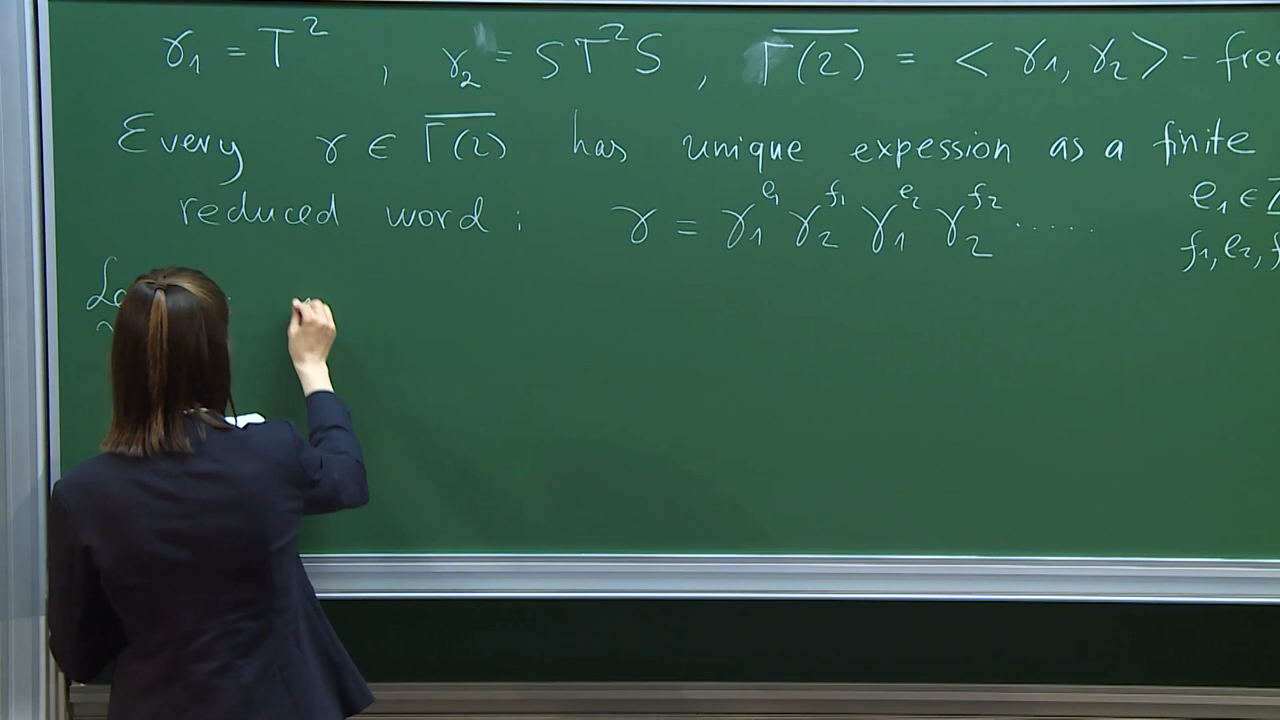 γ₁ = T², γ₂ = ST²S, \overline{Γ(2)} = < γ₁, γ₂ > - free
Every γ ∈ \overline{Γ(2)} has unique expession as a finite
reduced word: γ = γ₁^{e₁} γ₂^{f₁} γ₁^{e₂} γ₂^{f₂} ..... e₁ ∈
f₁, e₂, f